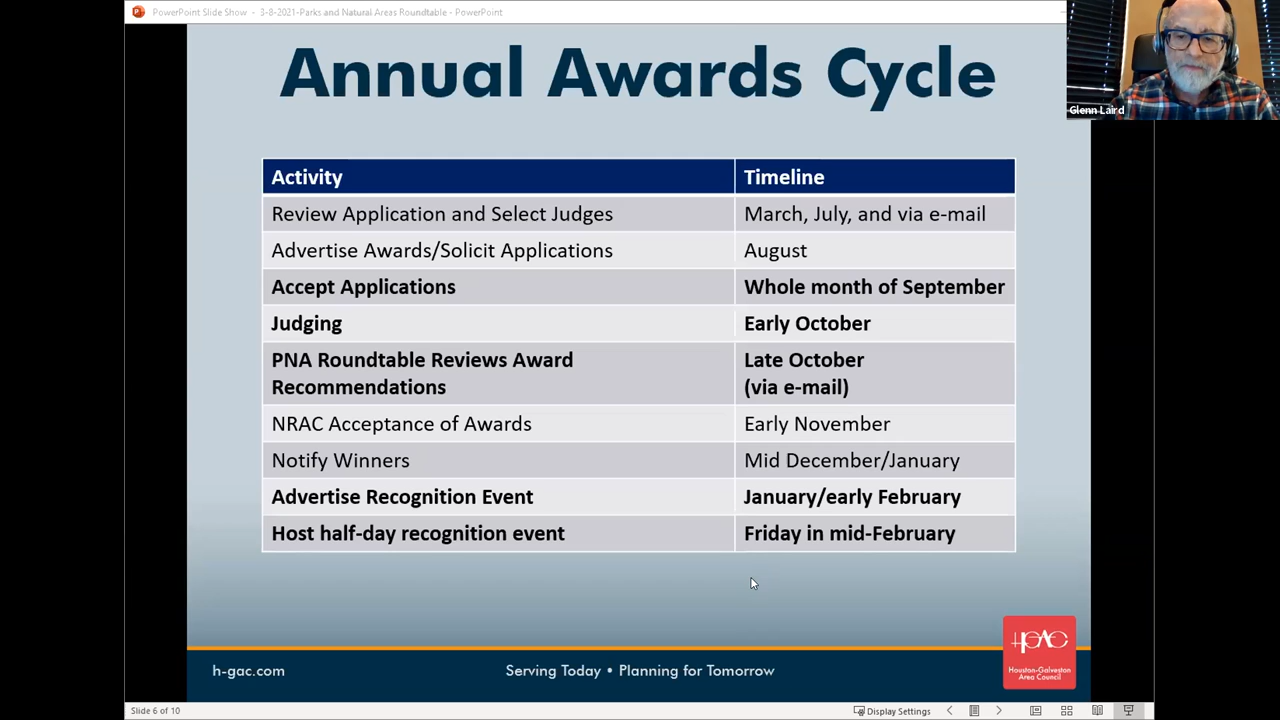 PowerPoint Slide Show - 3-8-2021-Parks and Natural Areas Roundtable - PowerPoint
Annual Awards Cycle
Glenn Laird
Activity Timeline
Review Application and Select Judges March, July, and via e-mail
Advertise Awards/Solicit Applications August
Accept Applications Whole month of September
Judging Early October
PNA Roundtable Reviews Award Late October
Recommendations (via e-mail)
NRAC Acceptance of Awards Early November
Notify Winners Mid December/January
Advertise Recognition Event January/early February
Host half-day recognition event Friday in mid-February
HGAC
Houston-Galveston
Area Council
h-gac.com Serving Today • Planning for Tomorrow
Slide 6 of 10 Display Settings